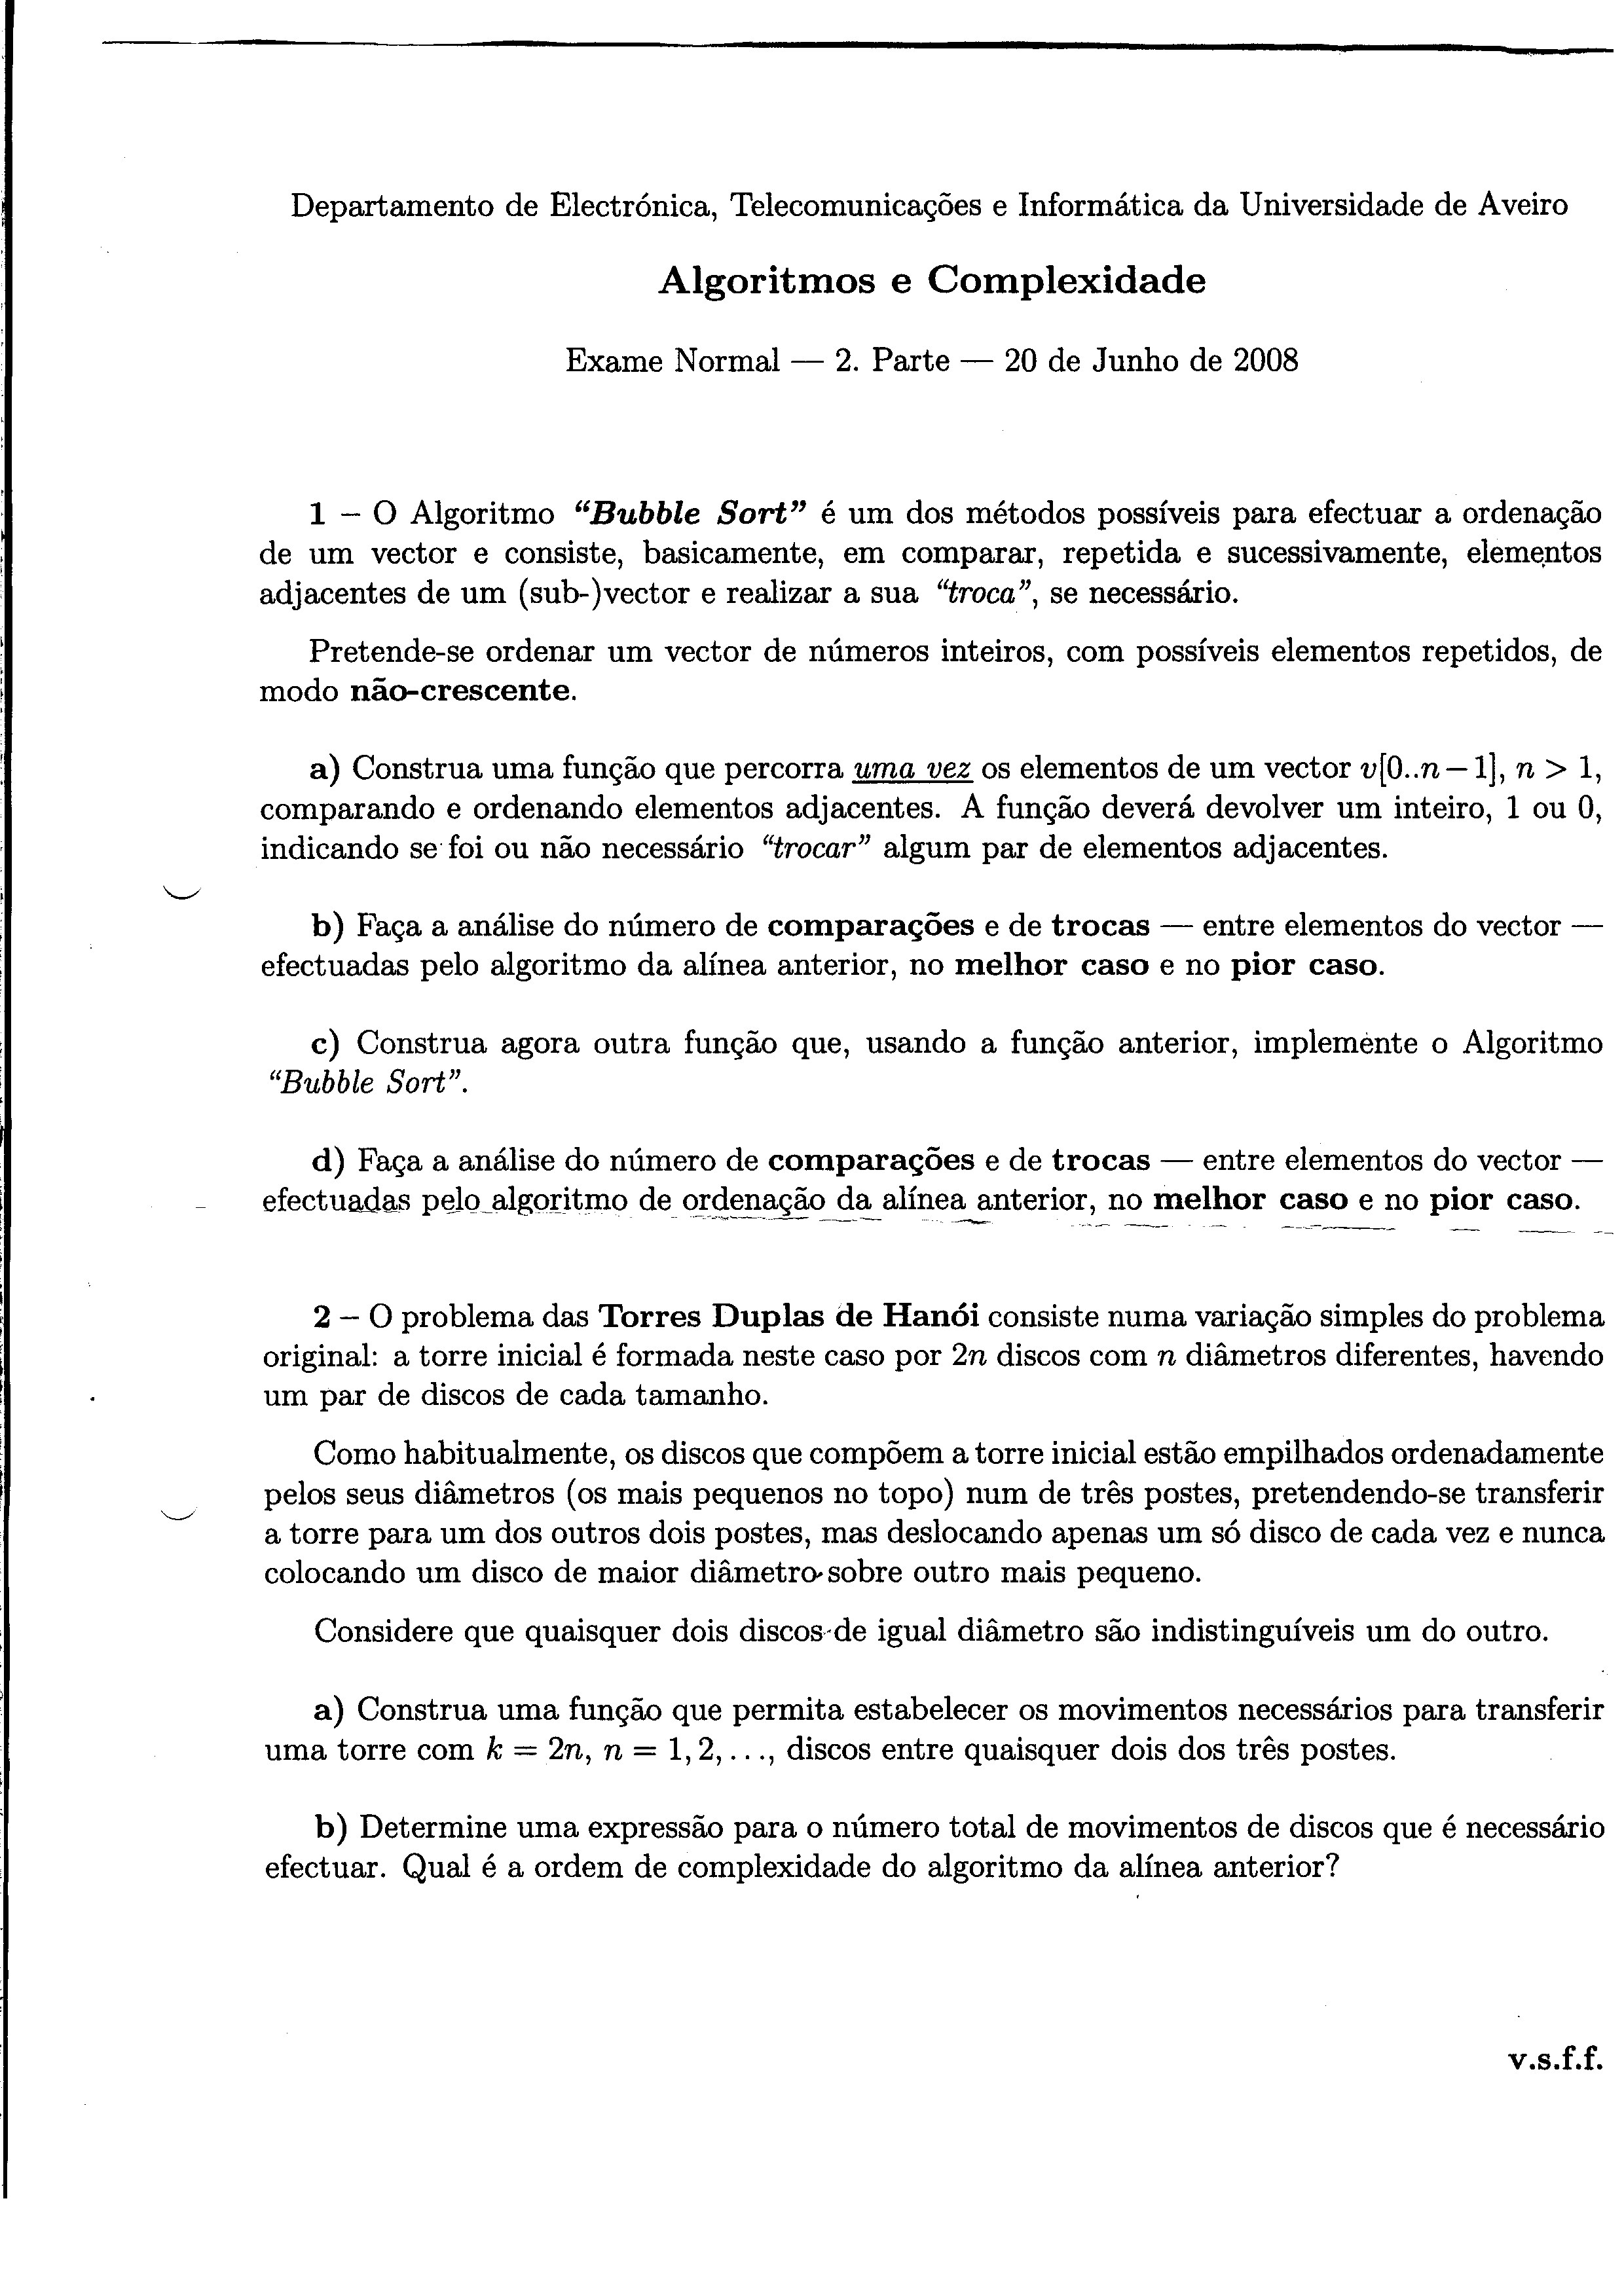 Departamento de Electrónica, Telecomunicações e Informática da Universidade de Aveiro
Algoritmos e Complexidade
Exame Normal — 2. Parte — 20 de Junho de 2008
1 – O Algoritmo “Bubble Sort” é um dos métodos possíveis para efectuar a ordenação
de um vector e consiste, basicamente, em comparar, repetida e sucessivamente, elementos
adjacentes de um (sub-)vector e realizar a sua “troca”, se necessário.
Pretende-se ordenar um vector de números inteiros, com possíveis elementos repetidos, de
modo não-crescente.
a) Construa uma função que percorra uma vez os elementos de um vector v[0..n − 1], n > 1,
comparando e ordenando elementos adjacentes. A função deverá devolver um inteiro, 1 ou 0,
indicando se foi ou não necessário “trocar” algum par de elementos adjacentes.
b) Faça a análise do número de comparações e de trocas — entre elementos do vector —
efectuadas pelo algoritmo da alínea anterior, no melhor caso e no pior caso.
c) Construa agora outra função que, usando a função anterior, implemente o Algoritmo
“Bubble Sort”.
d) Faça a análise do número de comparações e de trocas — entre elementos do vector —
efectuadas pelo algoritmo de ordenação da alínea anterior, no melhor caso e no pior caso.
2 – O problema das Torres Duplas de Hanói consiste numa variação simples do problema
original: a torre inicial é formada neste caso por 2n discos com n diâmetros diferentes, havendo
um par de discos de cada tamanho.
Como habitualmente, os discos que compõem a torre inicial estão empilhados ordenadamente
pelos seus diâmetros (os mais pequenos no topo) num de três postes, pretendendo-se transferir
a torre para um dos outros dois postes, mas deslocando apenas um só disco de cada vez e nunca
colocando um disco de maior diâmetro sobre outro mais pequeno.
Considere que quaisquer dois discos de igual diâmetro são indistinguíveis um do outro.
a) Construa uma função que permita estabelecer os movimentos necessários para transferir
uma torre com k = 2n, n = 1, 2, . . ., discos entre quaisquer dois dos três postes.
b) Determine uma expressão para o número total de movimentos de discos que é necessário
efectuar. Qual é a ordem de complexidade do algoritmo da alínea anterior?
v.s.f.f.